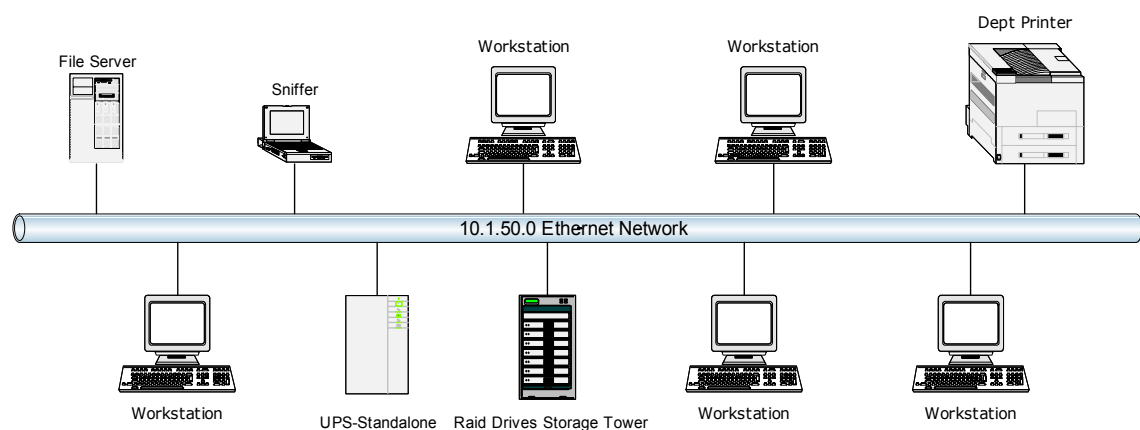 Dept Printer
Workstation
Workstation
File Server
Sniffer
10.1.50.0 Ethernet Network
Workstation
UPS-Standalone
Raid Drives Storage Tower
Workstation
Workstation